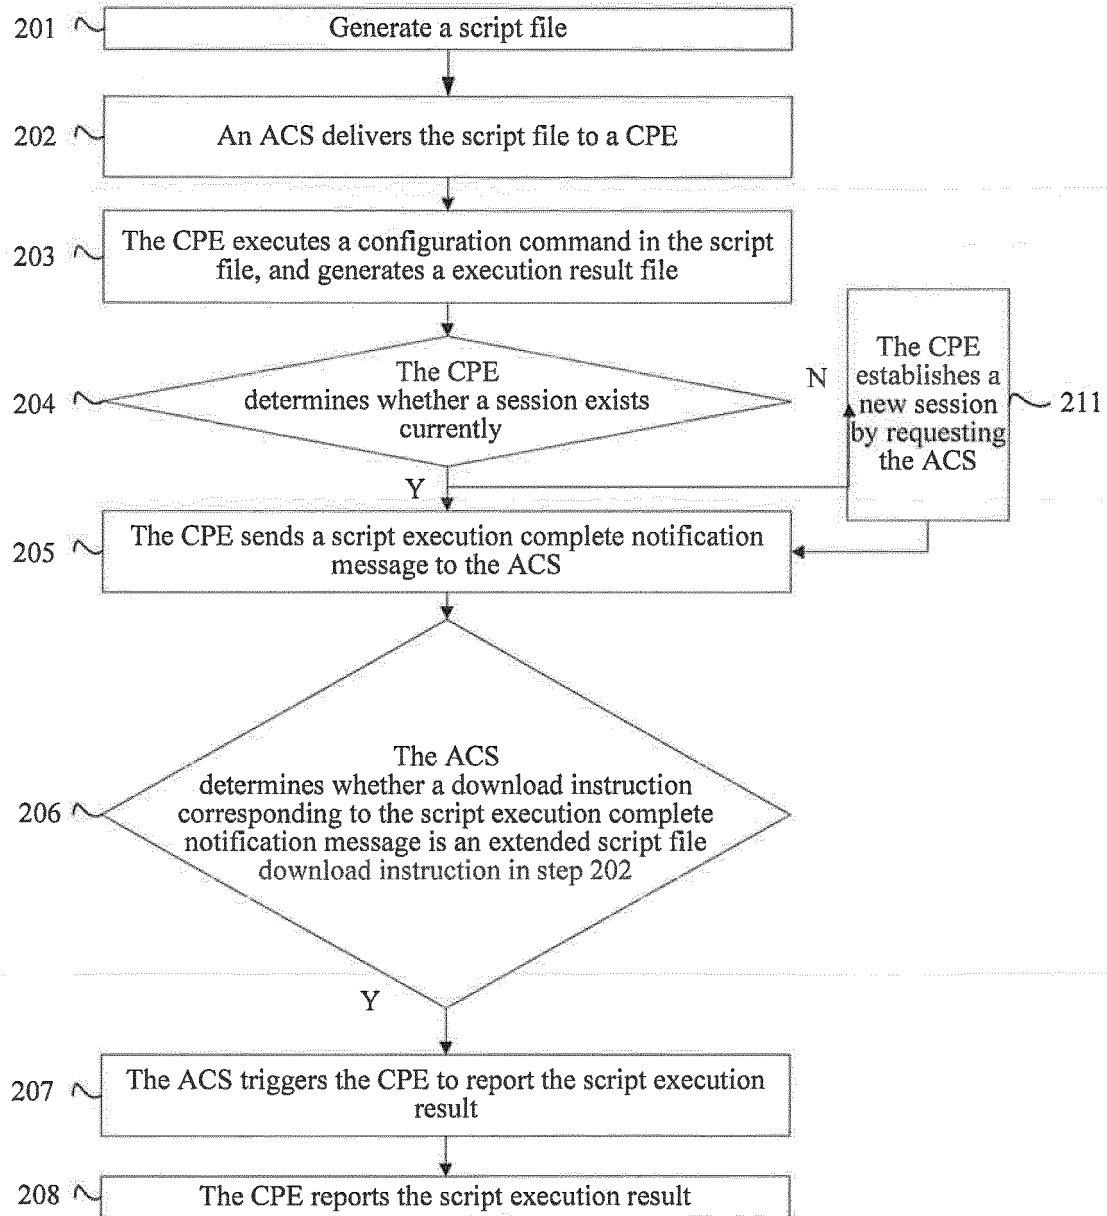 201
Generate a script file
202
An ACS delivers the script file to a CPE
203
The CPE executes a configuration command in the script
file, and generates a execution result file
204
The CPE
determines whether a session exists
currently
N
The CPE
establishes a
new session
by requesting
the ACS
211
Y
205
The CPE sends a script execution complete notification
message to the ACS
206
The ACS
determines whether a download instruction
corresponding to the script execution complete
notification message is an extended script file
download instruction in step 202
Y
207
The ACS triggers the CPE to report the script execution
result
208
The CPE reports the script execution result